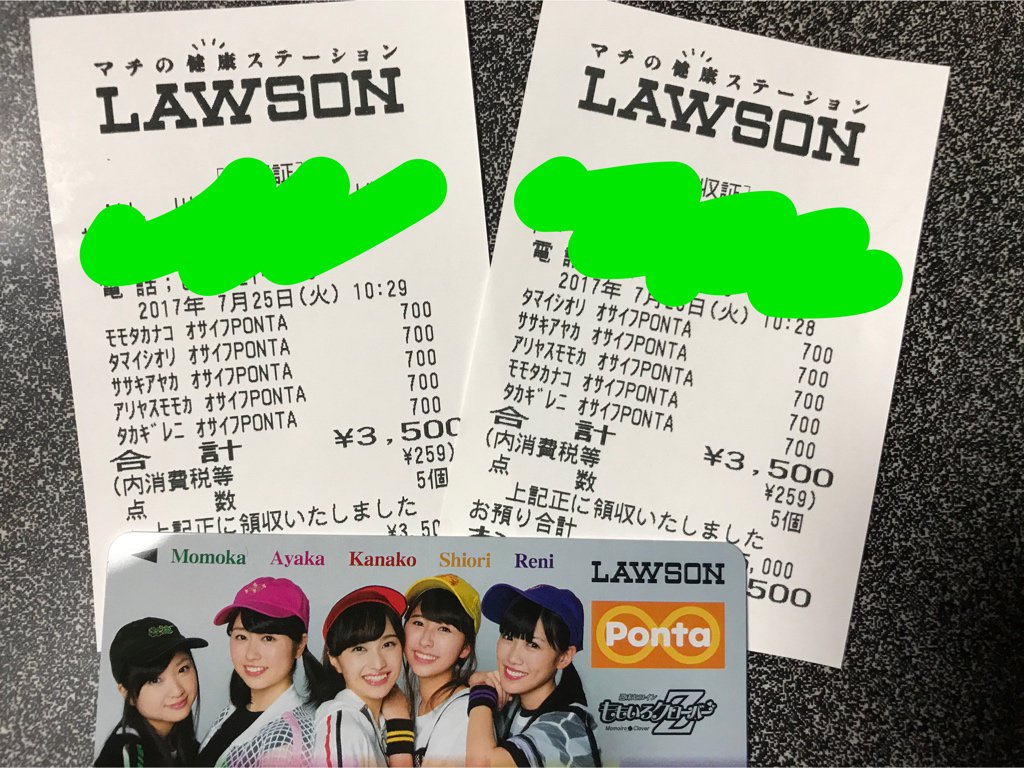 マチの健康ステーション
LAWSON
2017年 7月25日(火) 10:29
モモタカナコ オサイフPONTA 700
タマイシオリ オサイフPONTA 700
ササキアヤカ オサイフPONTA 700
アリヤスモモカ オサイフPONTA 700
タカギレニ オサイフPONTA 700
合 計 ¥3,500
(内消費税等 ¥259)
点 数 5個
上記正に領収いたしました
¥3,50
マチの健康ステーション
LAWSON
収証
電
2017年 7月 日(火) 10:28
タマイシオリ オサイフPONTA 700
ササキアヤカ オサイフPONTA 700
アリヤスモモカ オサイフPONTA 700
モモタカナコ オサイフPONTA 700
タカギレニ オサイフPONTA 700
合 計 ¥3,500
(内消費税等 ¥259)
点 数 5個
上記正に領収いたしました
お預り合計 ,000
500
Momoka Ayaka Kanako Shiori Reni
LAWSON
Ponta
ももいろクローバーZ
Momoiro Clover